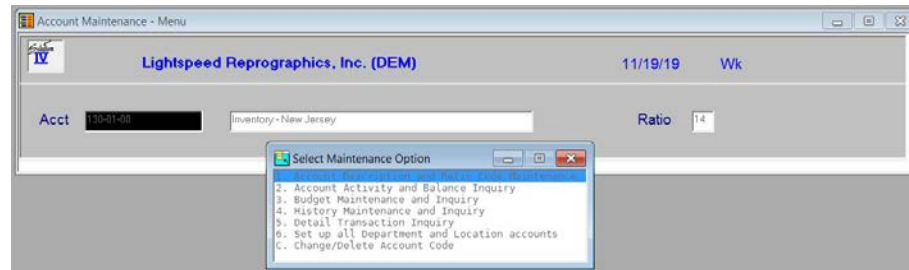 Account Maintenance - Menu
IV
Lightspeed Reprographics, Inc. (DEM) 11/19/19 Wk
Acct 130-01-00 Inventory - New Jersey Ratio 14
Select Maintenance Option
1. Account Description and Ratio Code Maintenance
2. Account Activity and Balance Inquiry
3. Budget Maintenance and Inquiry
4. History Maintenance and Inquiry
5. Detail Transaction Inquiry
6. Set up all Department and Location accounts
C. Change/Delete Account Code